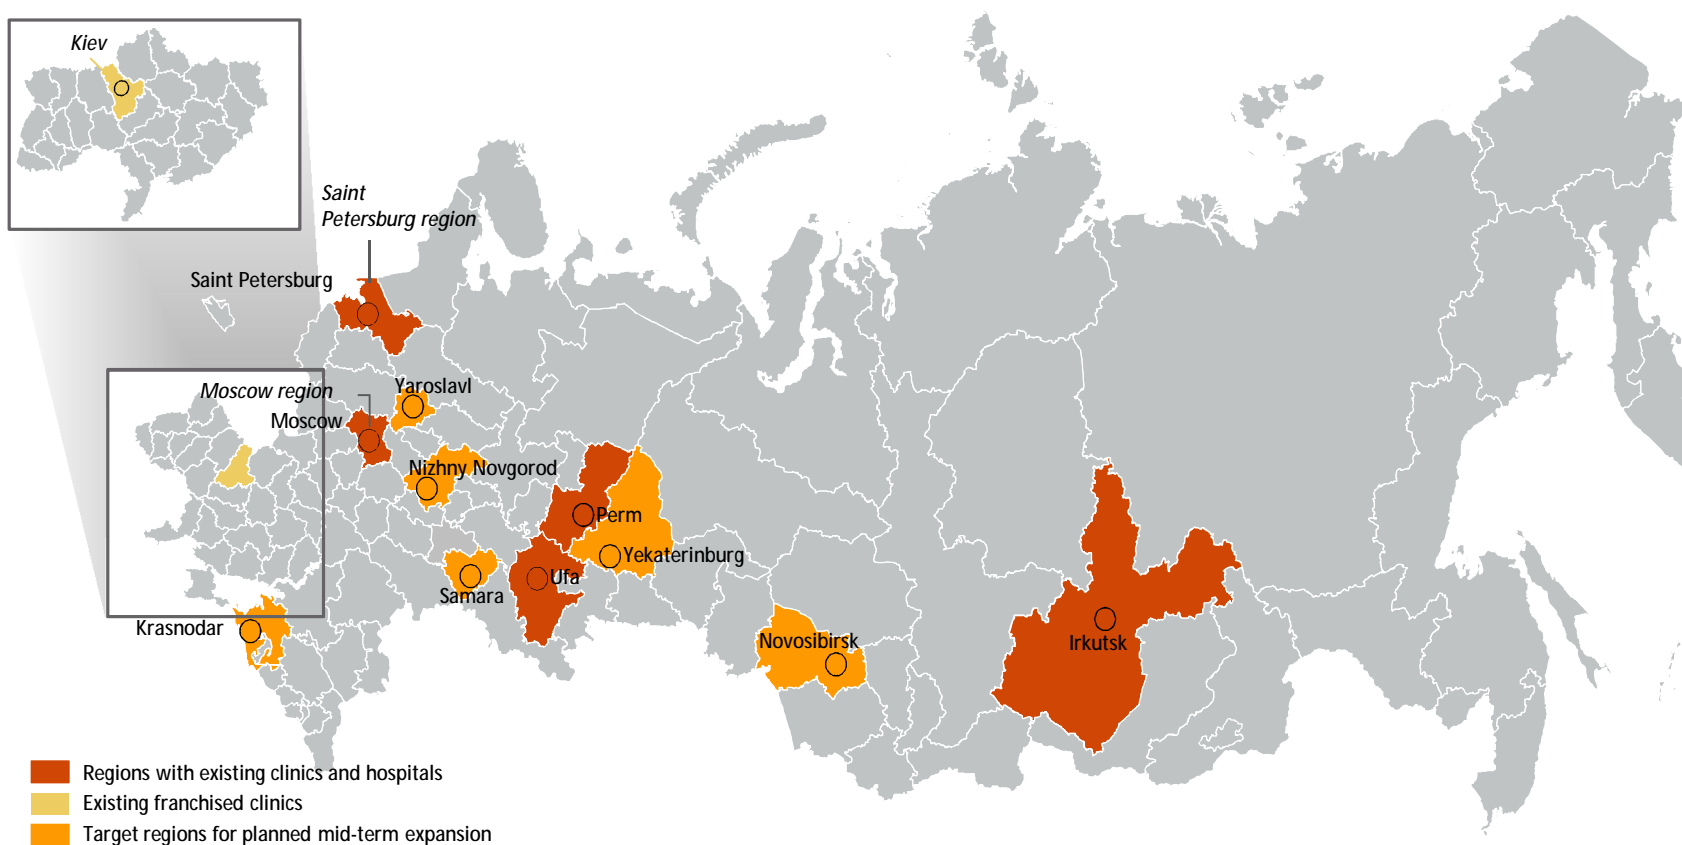 Kiev
Saint
Petersburg region
Saint Petersburg
Moscow region
Yaroslavl
Moscow
Nizhny Novgorod
Perm
Yekaterinburg
Ufa
Samara
Krasnodar
Novosibirsk
Irkutsk
Regions with existing clinics and hospitals
Existing franchised clinics
Target regions for planned mid-term expansion